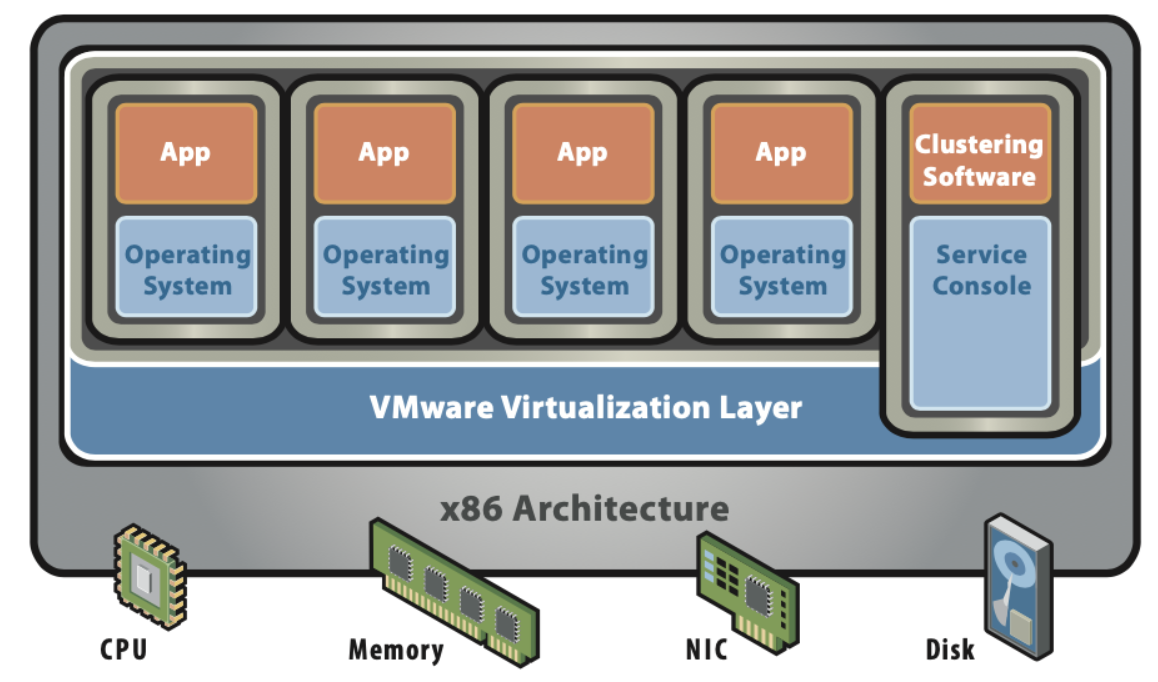 App
App
App
App
Clustering
Software
Operating
System
Operating
System
Operating
System
Operating
System
Service
Console
VMware Virtualization Layer
x86 Architecture
CPU
Memory
NIC
Disk